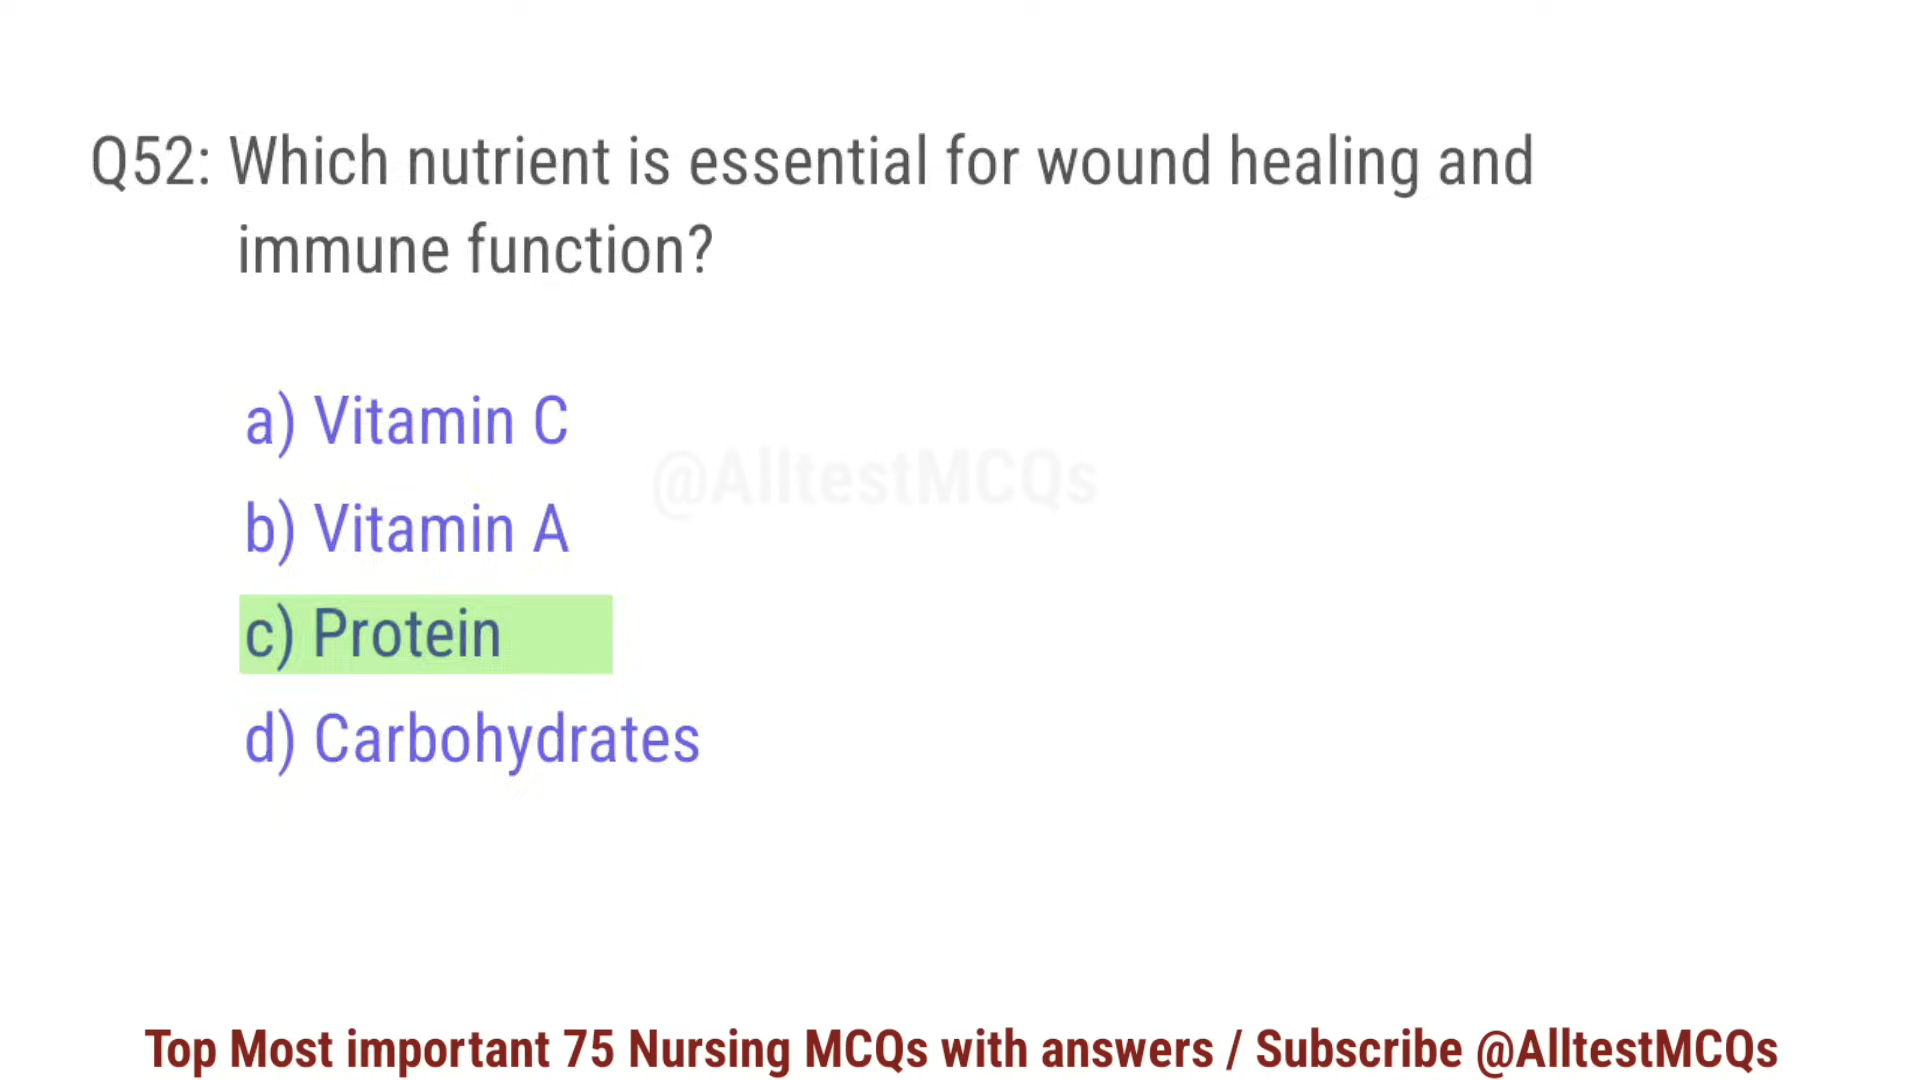 Q52: Which nutrient is essential for wound healing and
immune function?
a) Vitamin C
@AlltestMCQs
b) Vitamin A
c) Protein
d) Carbohydrates
Top Most important 75 Nursing MCQs with answers / Subscribe @AlltestMCQs